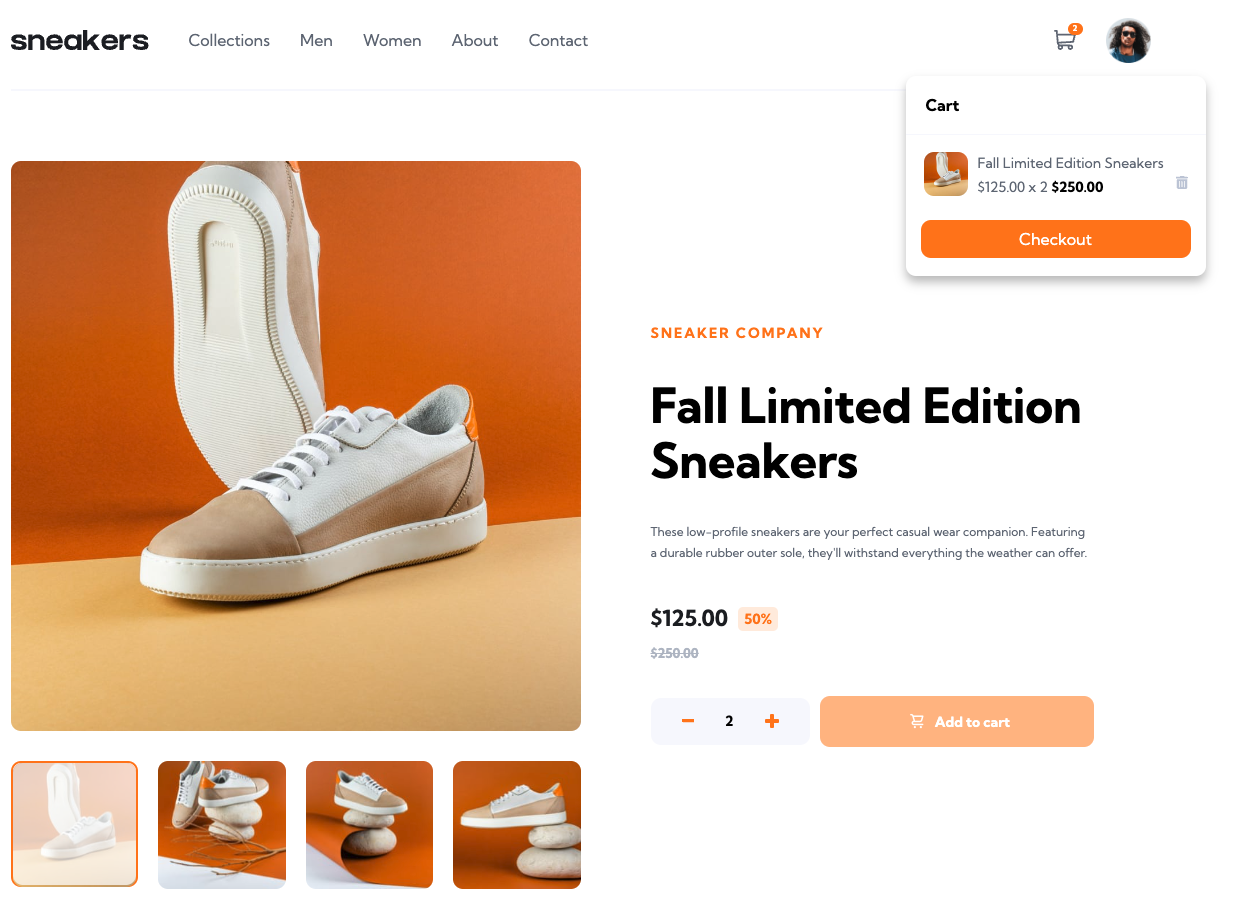 sneakers
Collections Men Women About Contact
2
Cart
Fall Limited Edition Sneakers
$125.00 x 2 $250.00
Checkout
SNEAKER COMPANY
Fall Limited Edition
Sneakers
These low-profile sneakers are your perfect casual wear companion. Featuring
a durable rubber outer sole, they'll withstand everything the weather can offer.
$125.00 50%
$250.00
2
Add to cart